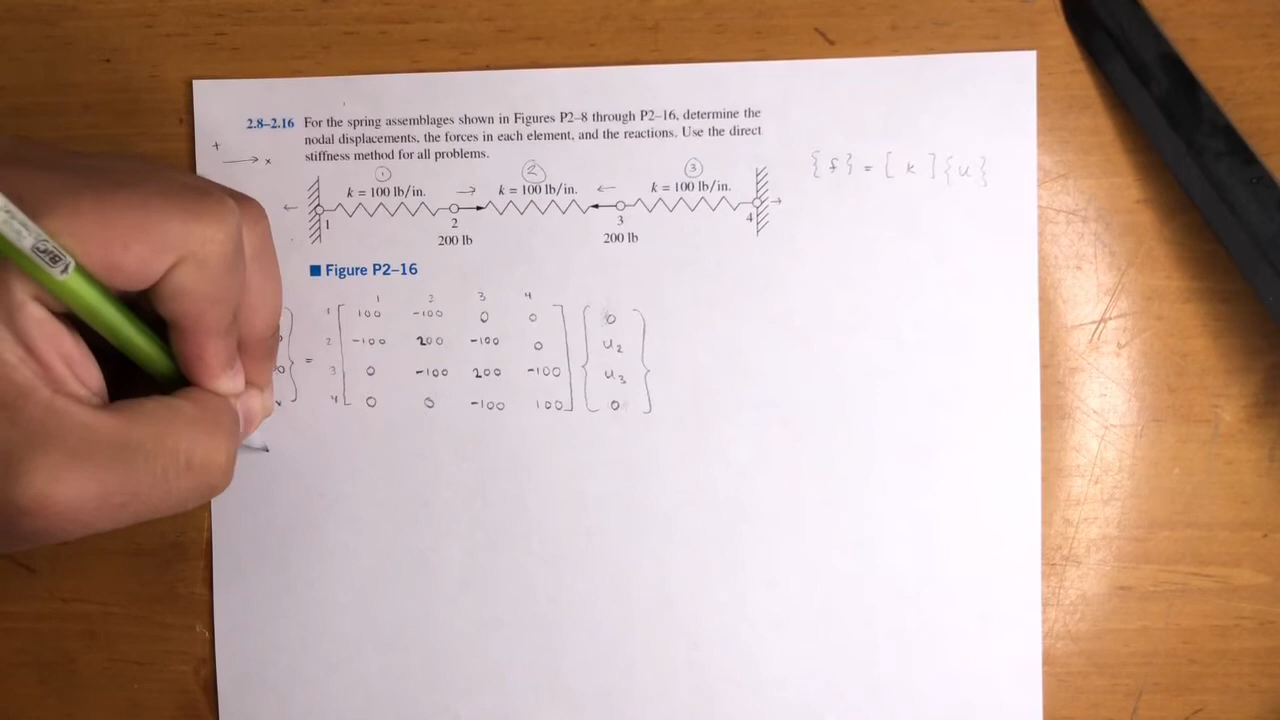 2.8–2.16 For the spring assemblages shown in Figures P2–8 through P2–16, determine the
nodal displacements, the forces in each element, and the reactions. Use the direct
stiffness method for all problems.
+
x
{f} = [k]{u}
1 2 3
k = 100 lb/in. k = 100 lb/in. k = 100 lb/in.
1 2 3 4
200 lb 200 lb
■ Figure P2–16
1 2 3 4
1 100 -100 0 0 0
2 -100 200 -100 0 u2
=
3 0 -100 200 -100 u3
4 0 0 -100 100 0
BIC